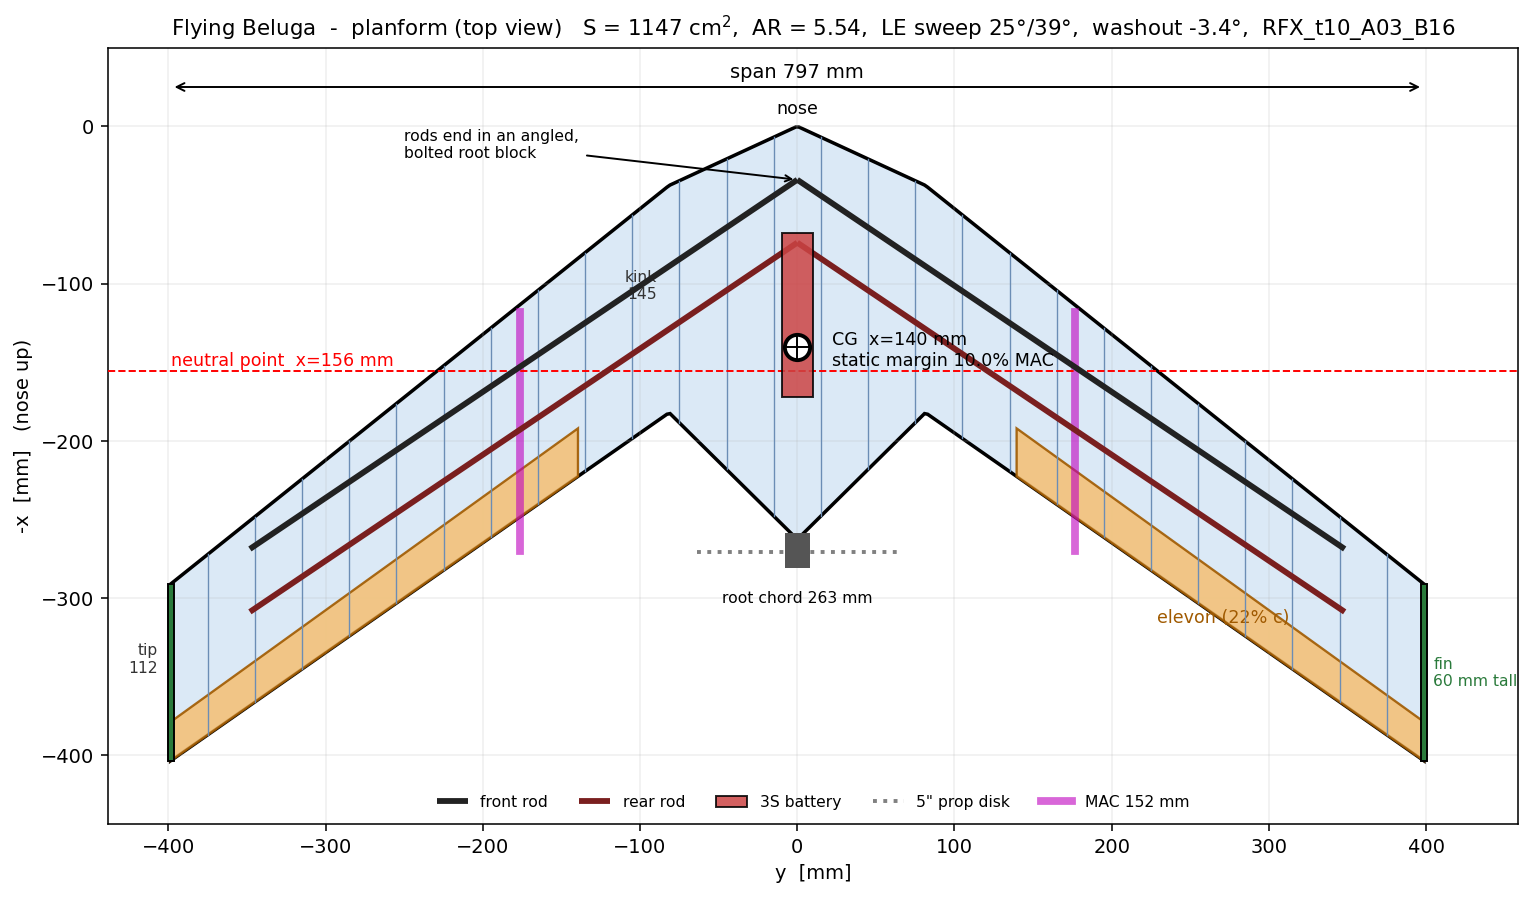 Flying Beluga - planform (top view) S = 1147 cm², AR = 5.54, LE sweep 25°/39°, washout -3.4°, RFX_t10_A03_B16
span 797 mm
nose
rods end in an angled,
bolted root block
kink
145
CG x=140 mm
static margin 10.0% MAC
neutral point x=156 mm
root chord 263 mm
elevon (22% c)
tip
112
fin
60 mm tall
front rod
rear rod
3S battery
5" prop disk
MAC 152 mm
0
−100
−200
−300
−400
-x [mm] (nose up)
−400
−300
−200
−100
0
100
200
300
400
y [mm]